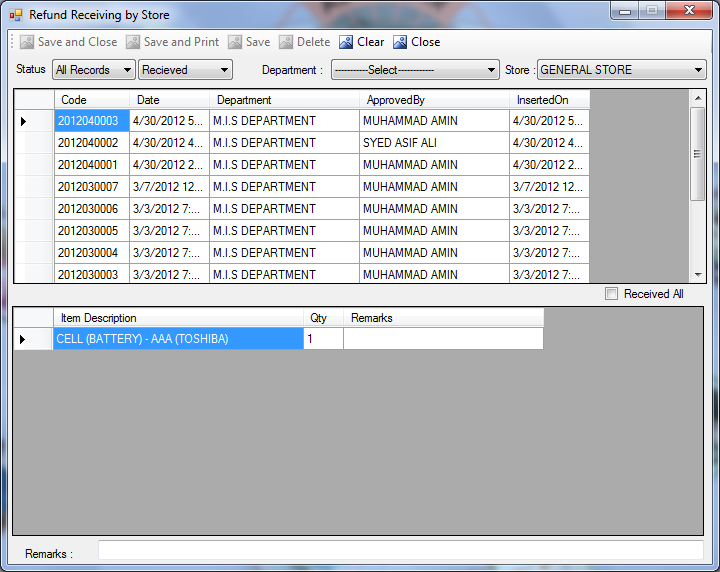 Refund Receiving by Store
Save and Close Save and Print Save Delete Clear Close
Status All Records Recieved Department : -----------Select------------ Store : GENERAL STORE
Code Date Department ApprovedBy InsertedOn
2012040003 4/30/2012 5... M.I.S DEPARTMENT MUHAMMAD AMIN 4/30/2012 5...
2012040002 4/30/2012 4... M.I.S DEPARTMENT SYED ASIF ALI 4/30/2012 4...
2012040001 4/30/2012 2... M.I.S DEPARTMENT MUHAMMAD AMIN 4/30/2012 2...
2012030007 3/7/2012 12... M.I.S DEPARTMENT MUHAMMAD AMIN 3/7/2012 12...
2012030006 3/3/2012 7:... M.I.S DEPARTMENT MUHAMMAD AMIN 3/3/2012 7:...
2012030005 3/3/2012 7:... M.I.S DEPARTMENT MUHAMMAD AMIN 3/3/2012 7:...
2012030004 3/3/2012 7:... M.I.S DEPARTMENT MUHAMMAD AMIN 3/3/2012 7:...
2012030003 3/3/2012 7:... M.I.S DEPARTMENT MUHAMMAD AMIN 3/3/2012 7:...
Received All
Item Description Qty Remarks
CELL (BATTERY) - AAA (TOSHIBA) 1
Remarks :